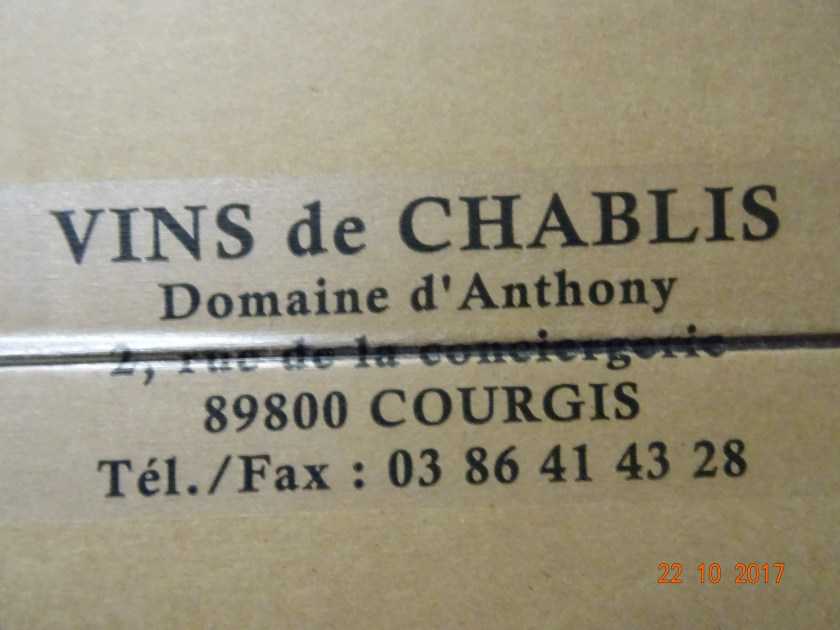 VINS de CHABLIS
Domaine d'Anthony
2, rue de la conciergerie
89800 COURGIS
Tél./Fax : 03 86 41 43 28
22 10 2017